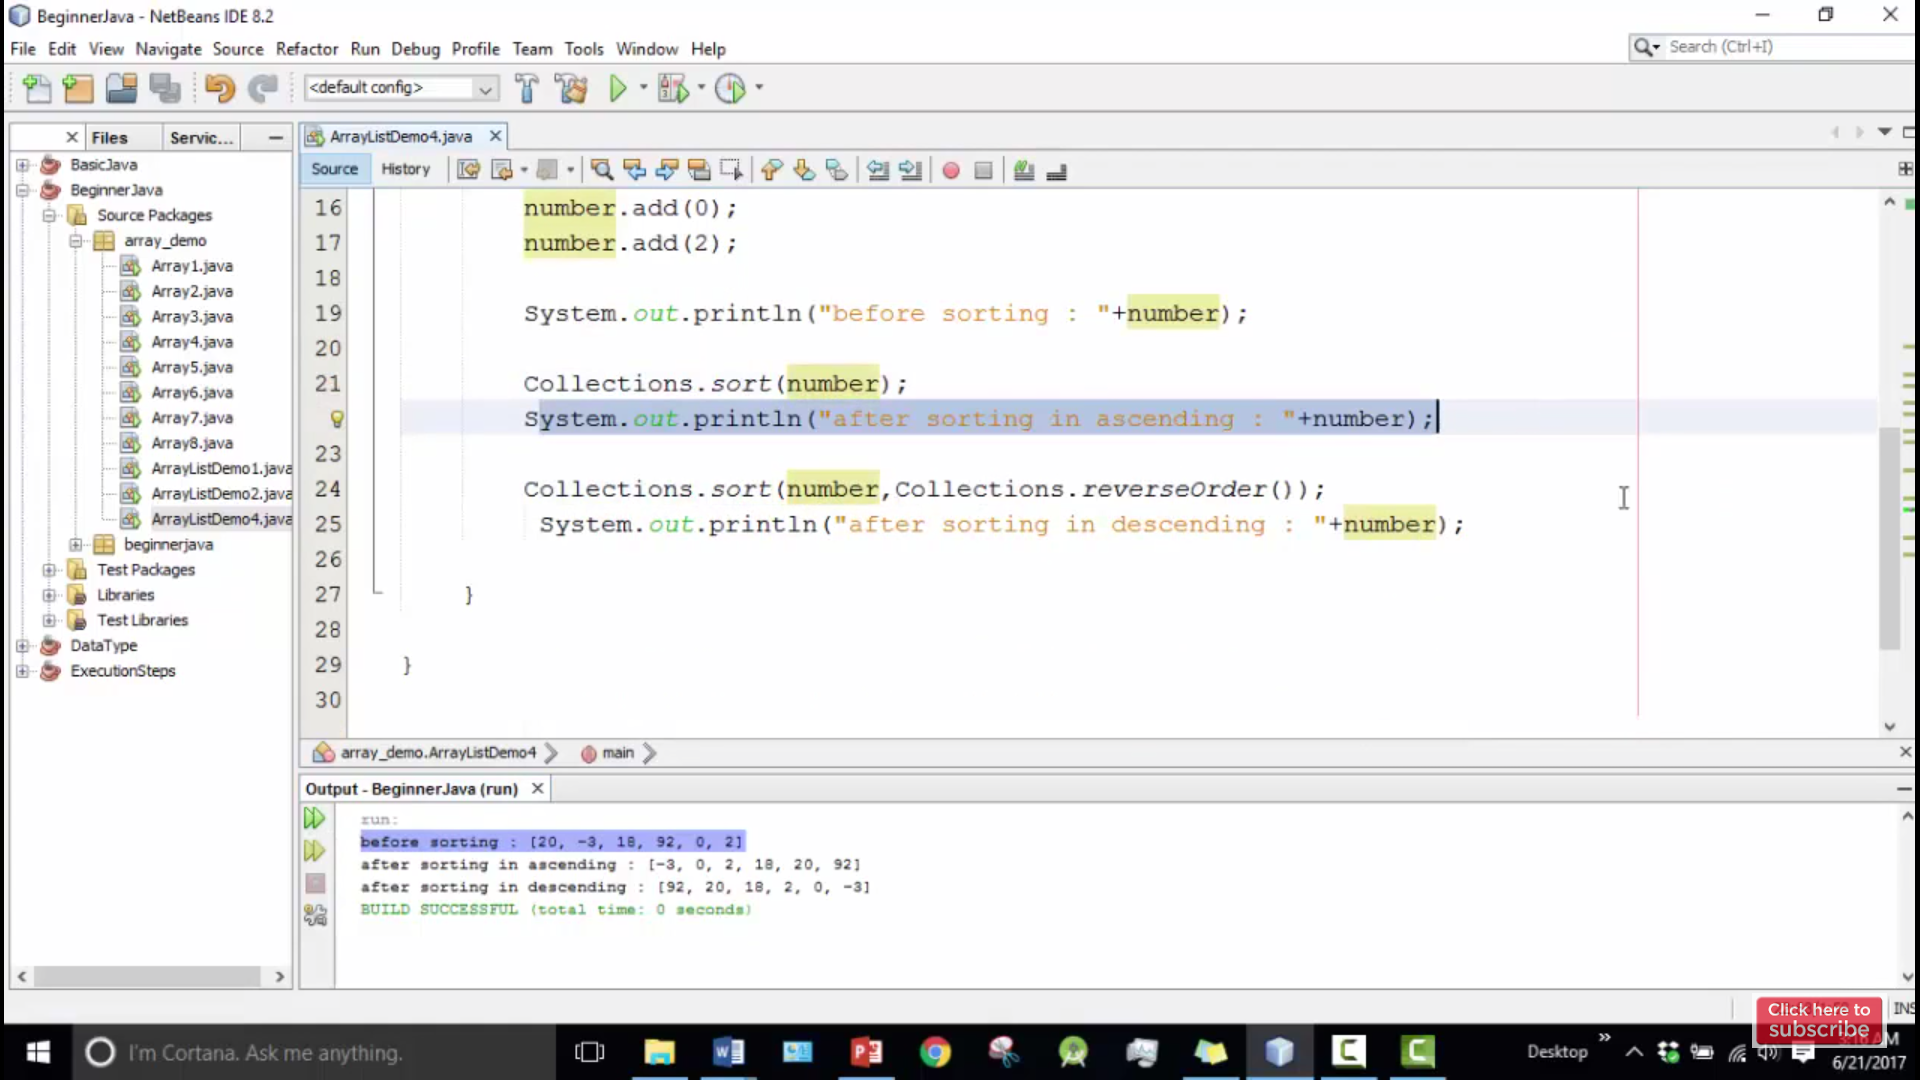 BeginnerJava - NetBeans IDE 8.2
File Edit View Navigate Source Refactor Run Debug Profile Team Tools Window Help
Search (Ctrl+I)
<default config>
Files Servic...
ArrayListDemo4.java
Source History
BasicJava
BeginnerJava
Source Packages
array_demo
Array1.java
Array2.java
Array3.java
Array4.java
Array5.java
Array6.java
Array7.java
Array8.java
ArrayListDemo1.java
ArrayListDemo2.java
ArrayListDemo4.java
beginnerjava
Test Packages
Libraries
Test Libraries
DataType
ExecutionSteps
16 number.add(0);
17 number.add(2);
18
19 System.out.println("before sorting : "+number);
20
21 Collections.sort(number);
System.out.println("after sorting in ascending : "+number);
23
24 Collections.sort(number,Collections.reverseOrder());
25 System.out.println("after sorting in descending : "+number);
26
27 }
28
29 }
30
array_demo.ArrayListDemo4 main
Output - BeginnerJava (run)
run:
before sorting : [20, -3, 18, 92, 0, 2]
after sorting in ascending : [-3, 0, 2, 18, 20, 92]
after sorting in descending : [92, 20, 18, 2, 0, -3]
BUILD SUCCESSFUL (total time: 0 seconds)
INS
Click here to
subscribe
I'm Cortana. Ask me anything.
Desktop
6/21/2017